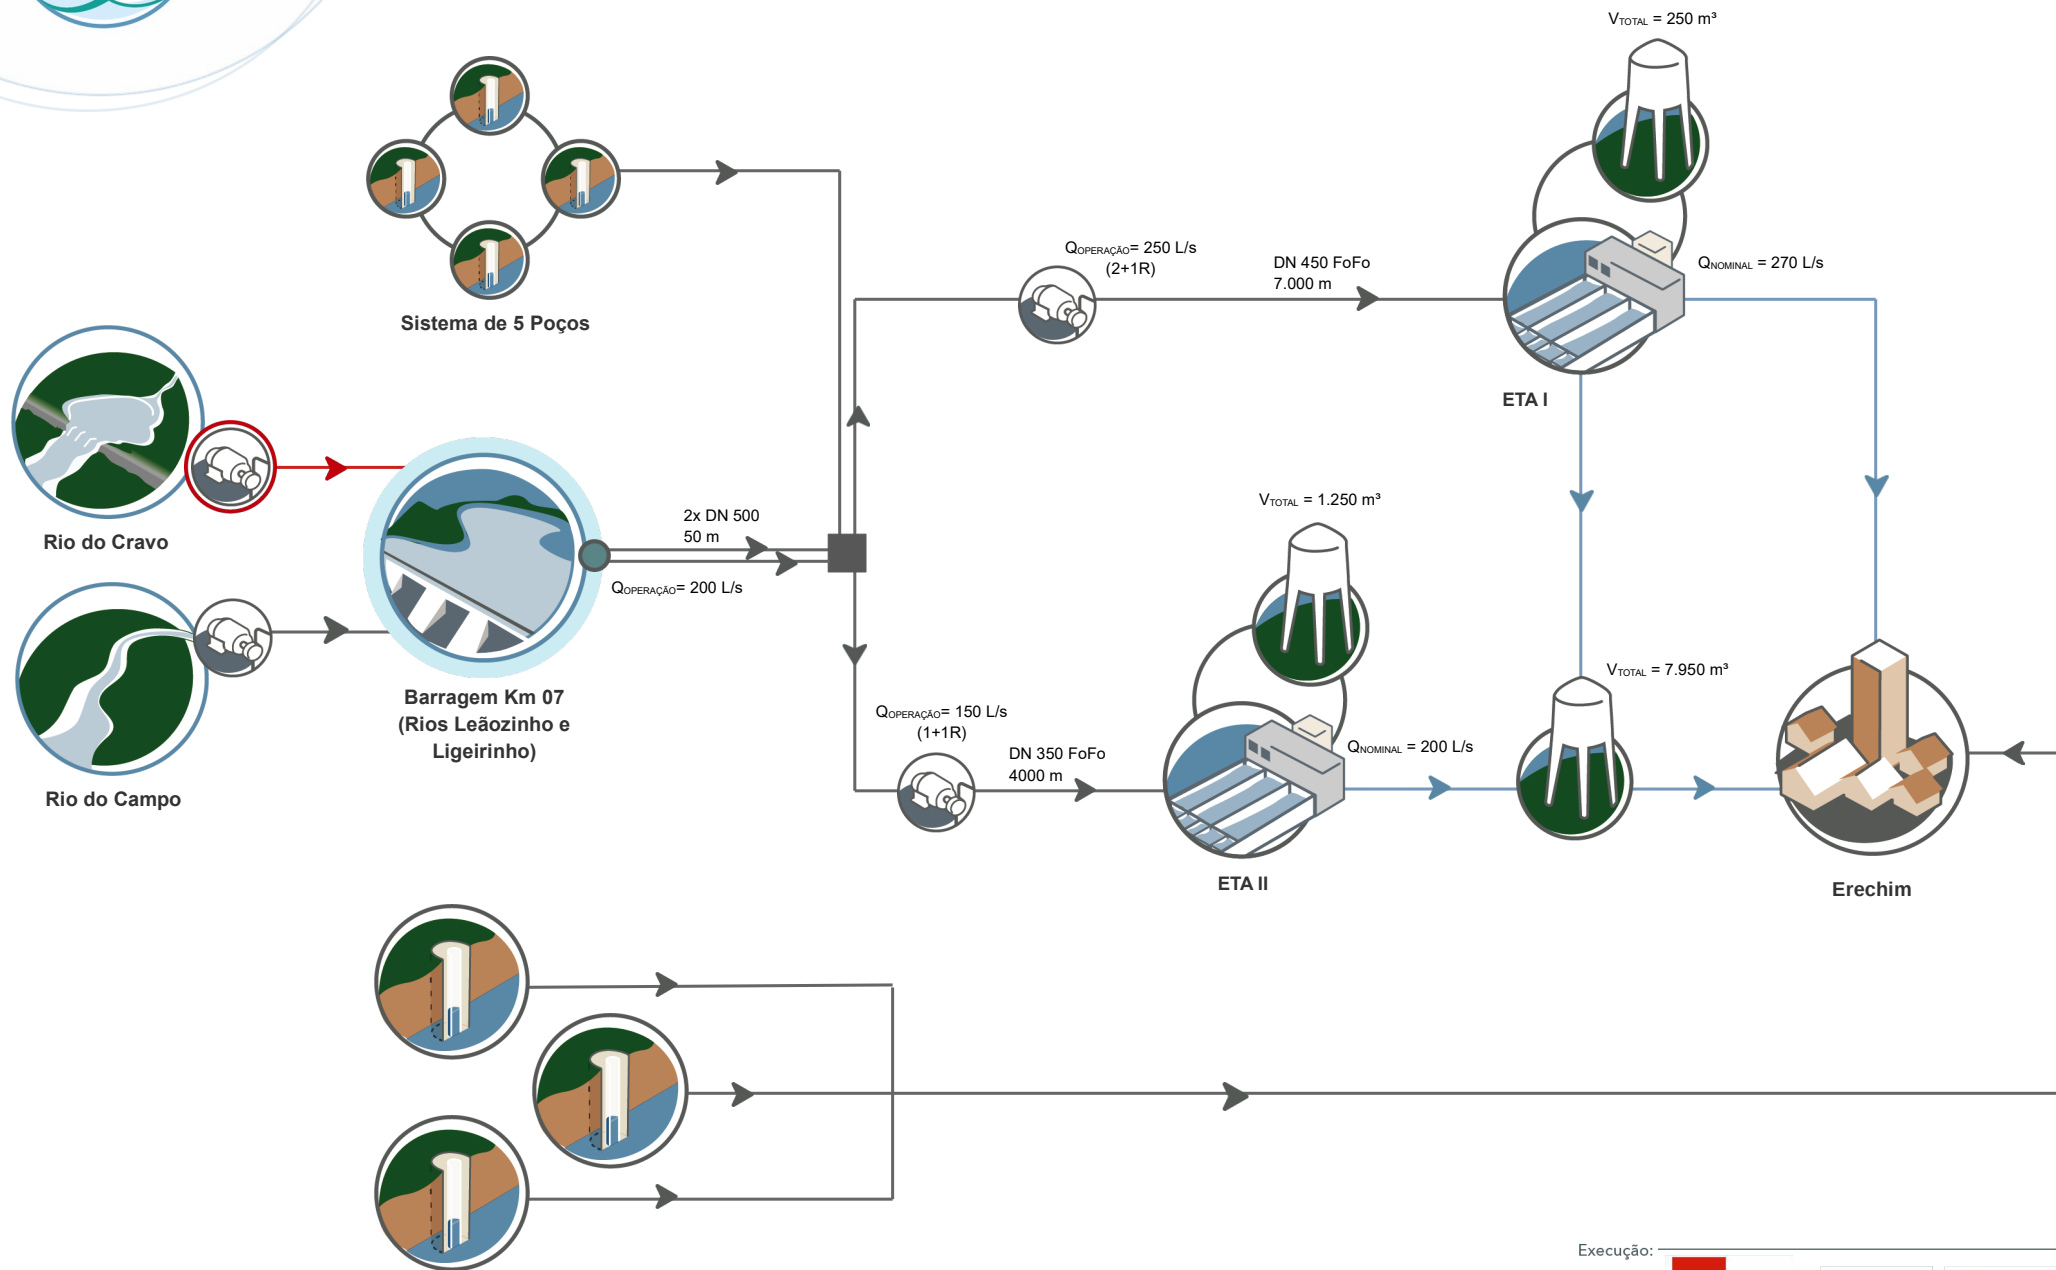 VTOTAL = 250 m³
QOPERAÇÃO= 250 L/s
(2+1R)
DN 450 FoFo
7.000 m
QNOMINAL = 270 L/s
Sistema de 5 Poços
ETA I
Rio do Cravo
2x DN 500
50 m
QOPERAÇÃO= 200 L/s
VTOTAL = 1.250 m³
Barragem Km 07
(Rios Leãozinho e
Ligeirinho)
VTOTAL = 7.950 m³
QOPERAÇÃO= 150 L/s
(1+1R)
DN 350 FoFo
4000 m
QNOMINAL = 200 L/s
Rio do Campo
ETA II
Erechim
Execução: